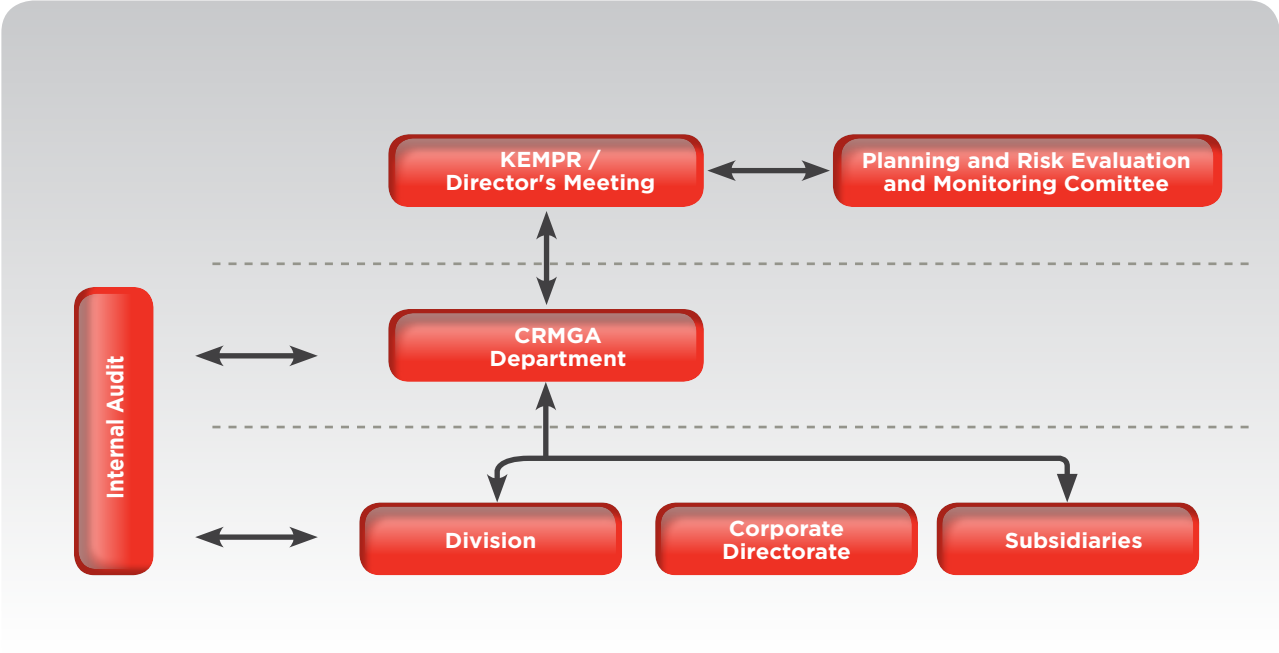 KEMPR /
Director's Meeting
Planning and Risk Evaluation
and Monitoring Comittee
CRMGA
Department
Internal Audit
Division
Corporate
Directorate
Subsidiaries